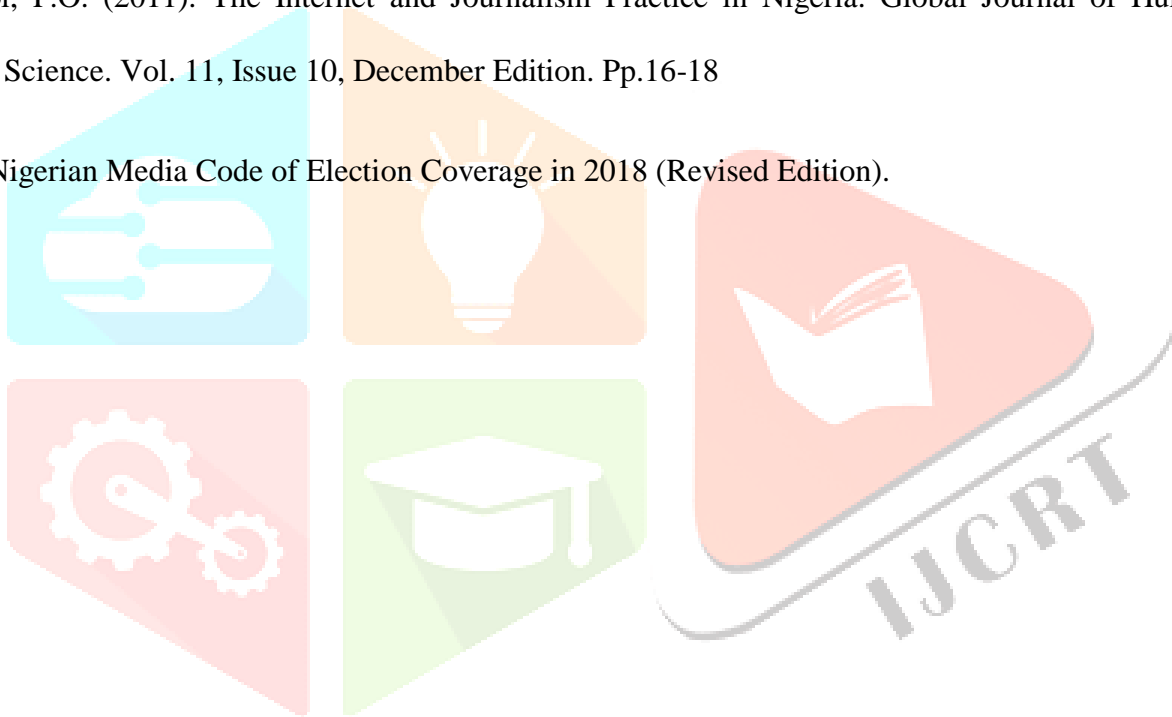 P.O. (2011). The Internet and Journalism Practice in Nigeria. Global Journal of
Science. Vol. 11, Issue 10, December Edition. Pp.16-18
Nigerian Media Code of Election Coverage in 2018 (Revised Edition).
IJCRT